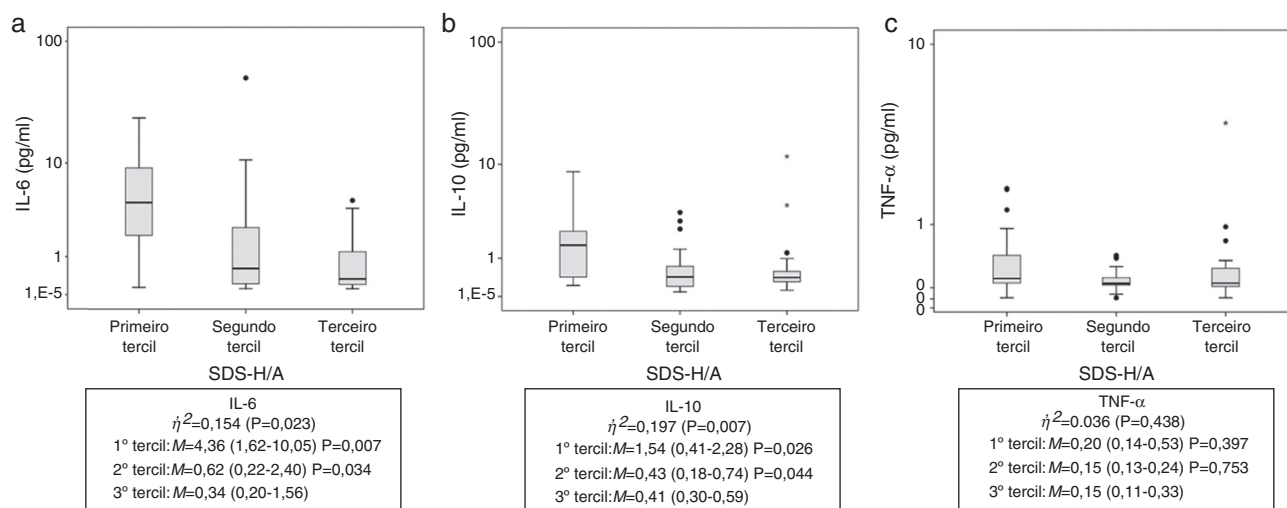 a
100
10
1
1,E-5
IL-6 (pg/ml)
Primeiro tercil
Segundo tercil
Terceiro tercil
SDS-H/A
IL-6
η̇²=0,154 (P=0,023)
1º tercil: M=4,36 (1,62-10,05) P=0,007
2º tercil: M=0,62 (0,22-2,40) P=0,034
3º tercil: M=0,34 (0,20-1,56)
b
100
10
1
1,E-5
IL-10 (pg/ml)
Primeiro tercil
Segundo tercil
Terceiro tercil
SDS-H/A
IL-10
η̇²=0,197 (P=0,007)
1º tercil: M=1,54 (0,41-2,28) P=0,026
2º tercil: M=0,43 (0,18-0,74) P=0,044
3º tercil: M=0,41 (0,30-0,59)
c
10
1
0
0
0
TNF-α (pg/ml)
Primeiro tercil
Segundo tercil
Terceiro tercil
SDS-H/A
TNF-α
η̇²=0.036 (P=0,438)
1º tercil: M=0,20 (0,14-0,53) P=0,397
2º tercil: M=0,15 (0,13-0,24) P=0,753
3º tercil: M=0,15 (0,11-0,33)